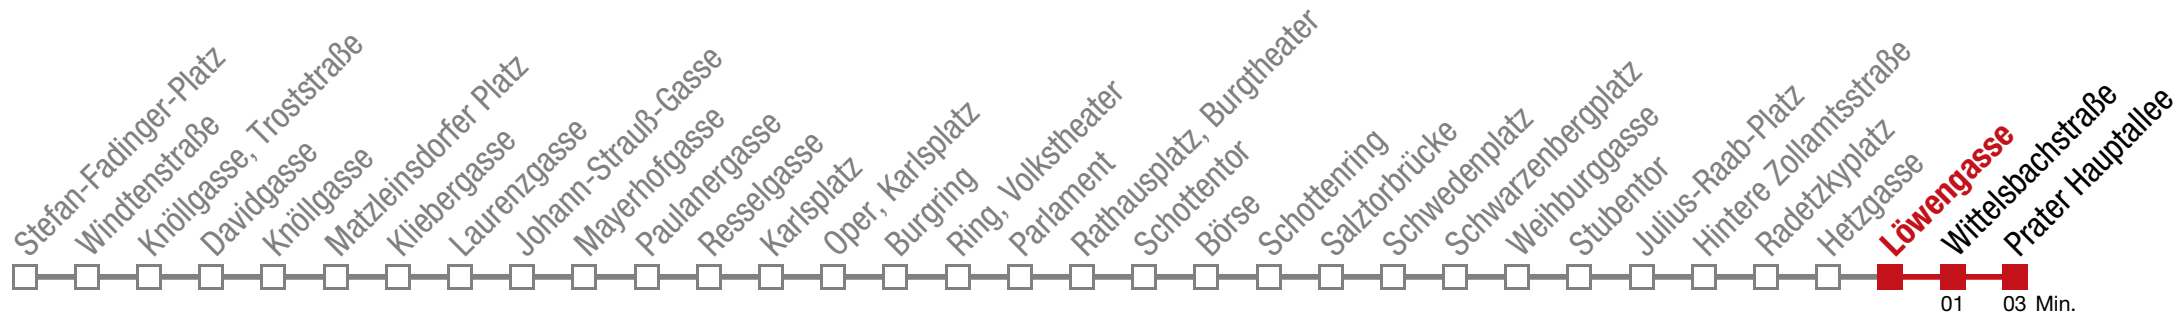 Stefan-Fadinger-Platz
Windtenstraße
Knöllgasse, Troststraße
Davidgasse
Knöllgasse
Matzleinsdorfer Platz
Kliebergasse
Laurenzgasse
Johann-Strauß-Gasse
Mayerhofgasse
Paulanergasse
Resselgasse
Karlsplatz
Oper, Karlsplatz
Burgring
Ring, Volkstheater
Parlament
Rathausplatz, Burgtheater
Schottentor
Börse
Schottenring
Salztorbrücke
Schwedenplatz
Schwarzenbergplatz
Weihburggasse
Stubentor
Julius-Raab-Platz
Hintere Zollamtsstraße
Radetzkyplatz
Hetzgasse
Löwengasse
Wittelsbachstraße
Prater Hauptallee
01 03 Min.